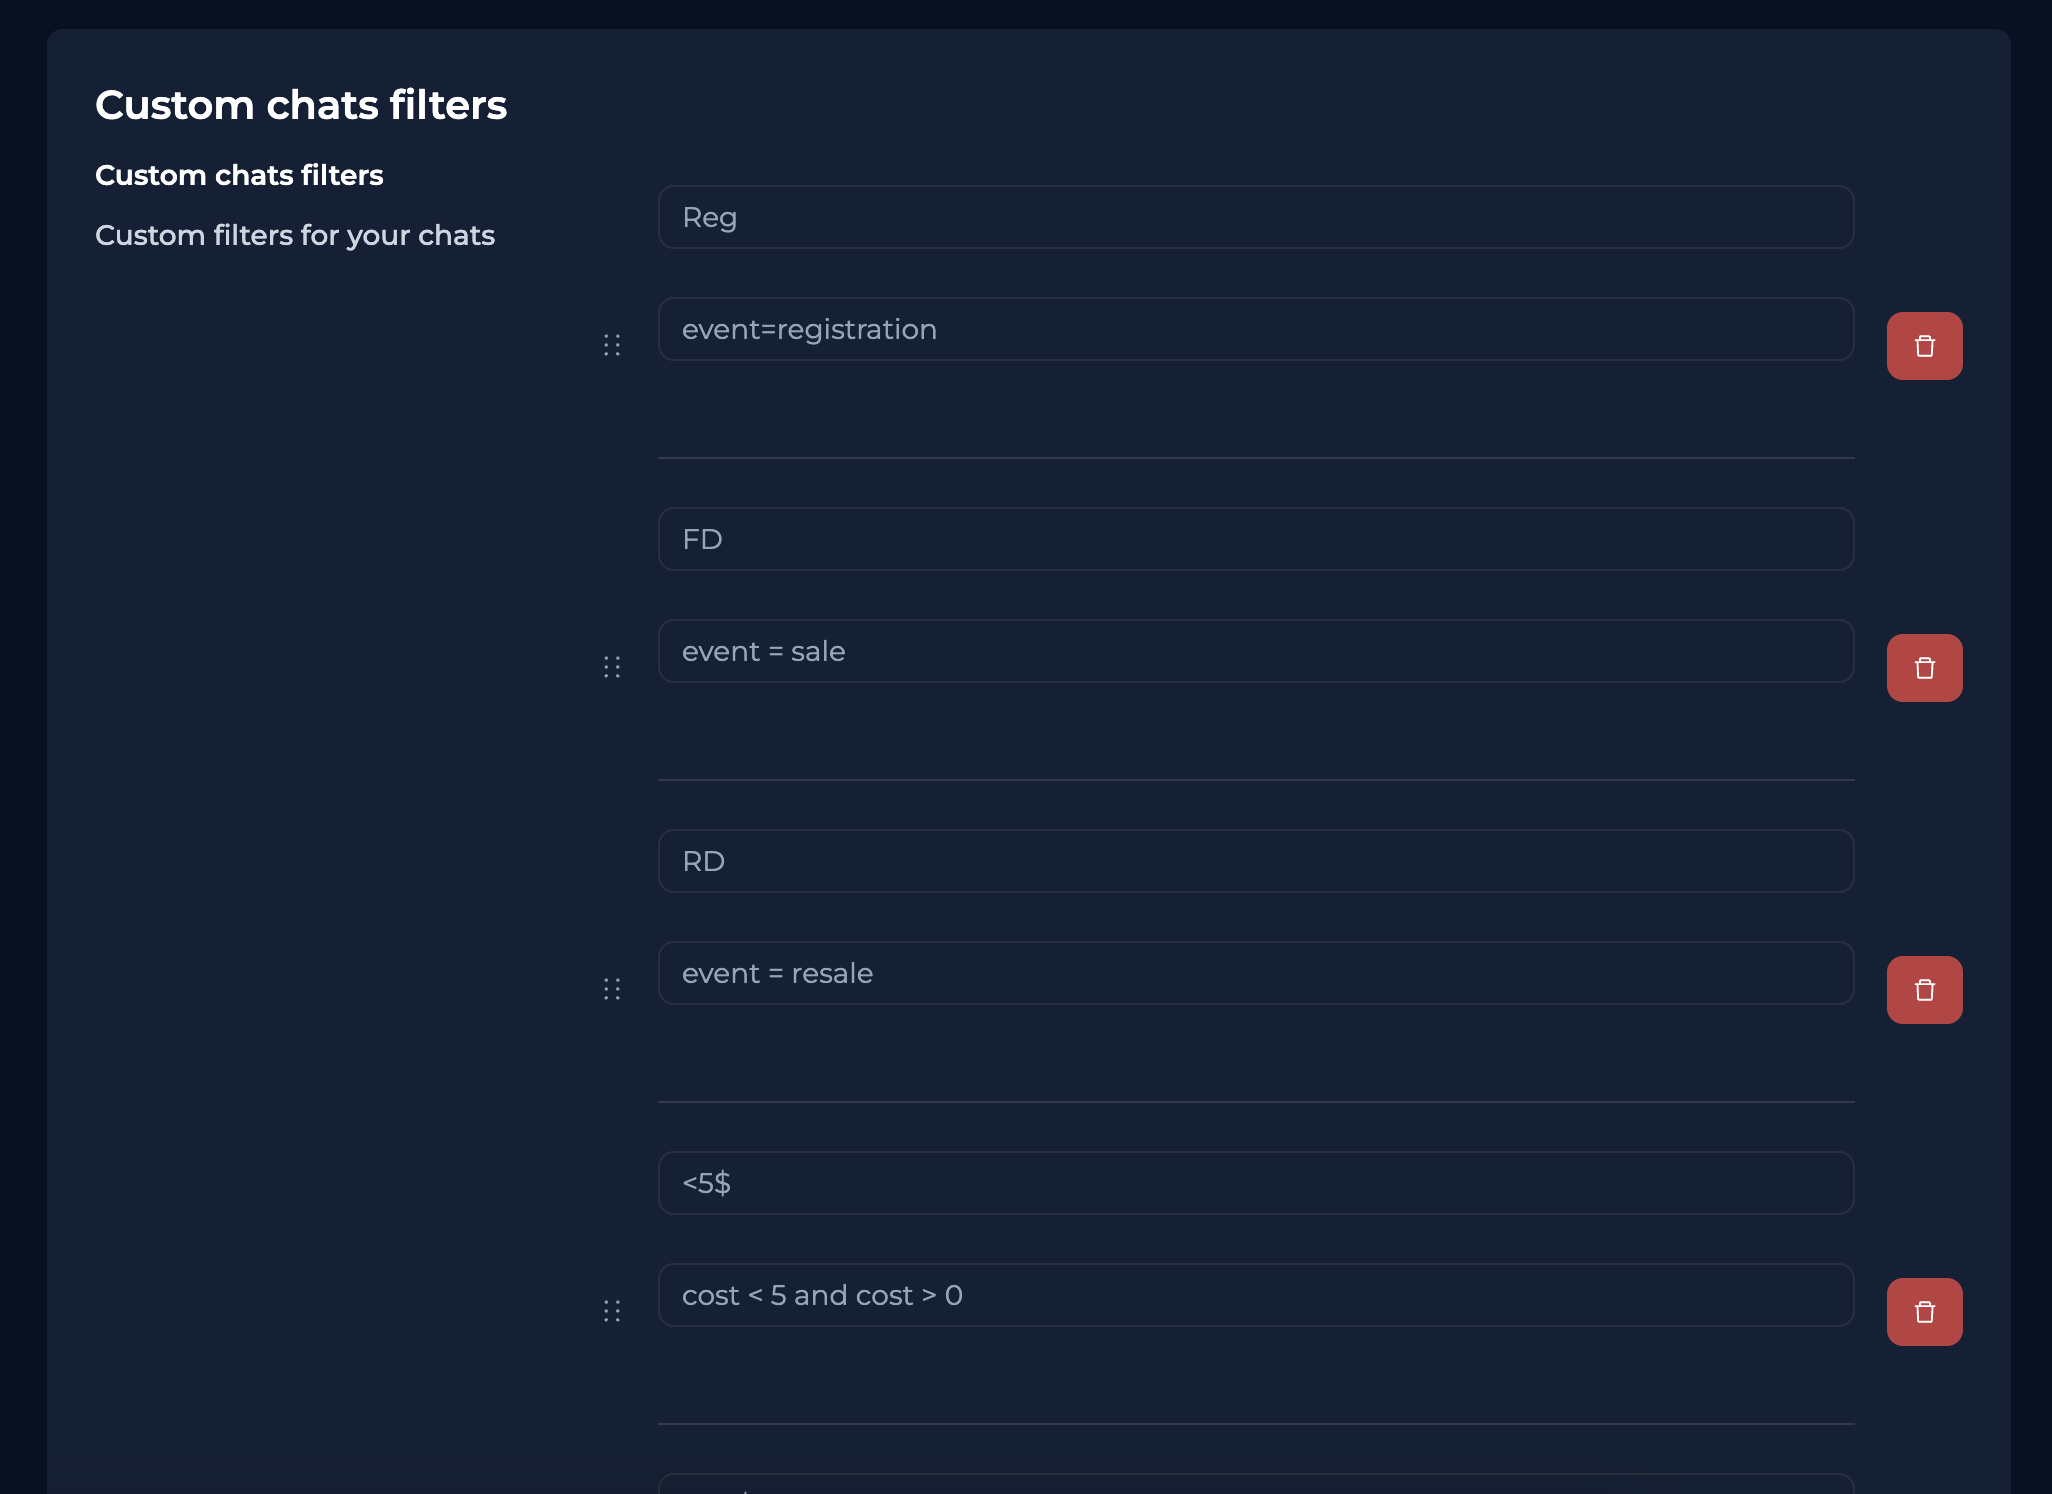 Custom chats filters
Custom chats filters
Custom filters for your chats
Reg
event=registration
FD
event = sale
RD
event = resale
<5$
cost < 5 and cost > 0